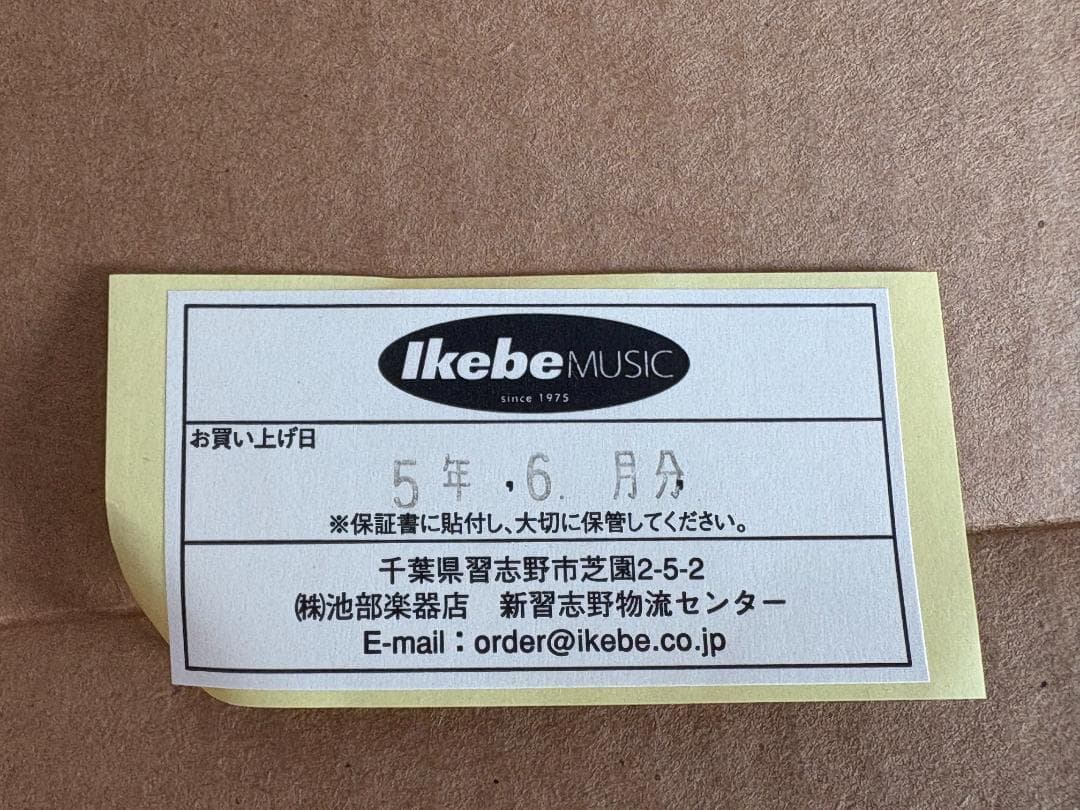 Ikebe MUSIC
since 1975
お買い上げ日
5年.6.月分
※保証書に貼付し、大切に保管してください。
千葉県習志野市芝園2-5-2
㈱池部楽器店　新習志野物流センター
E-mail：order@ikebe.co.jp